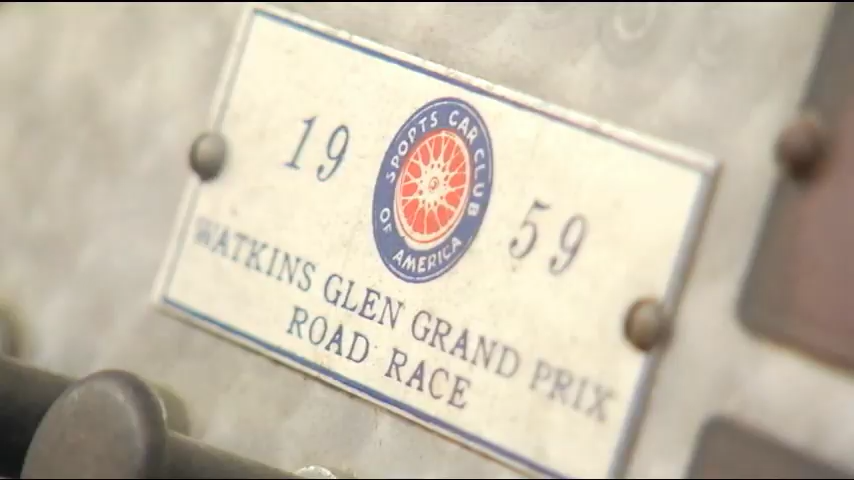 19 59
SPORTS CAR CLUB
OF AMERICA
WATKINS GLEN GRAND PRIX
ROAD RACE